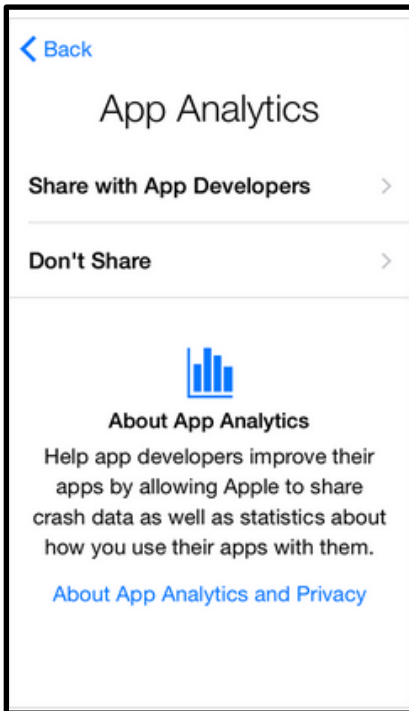 Back
App Analytics
Share with App Developers
Don't Share
About App Analytics
Help app developers improve their
apps by allowing Apple to share
crash data as well as statistics about
how you use their apps with them.
About App Analytics and Privacy